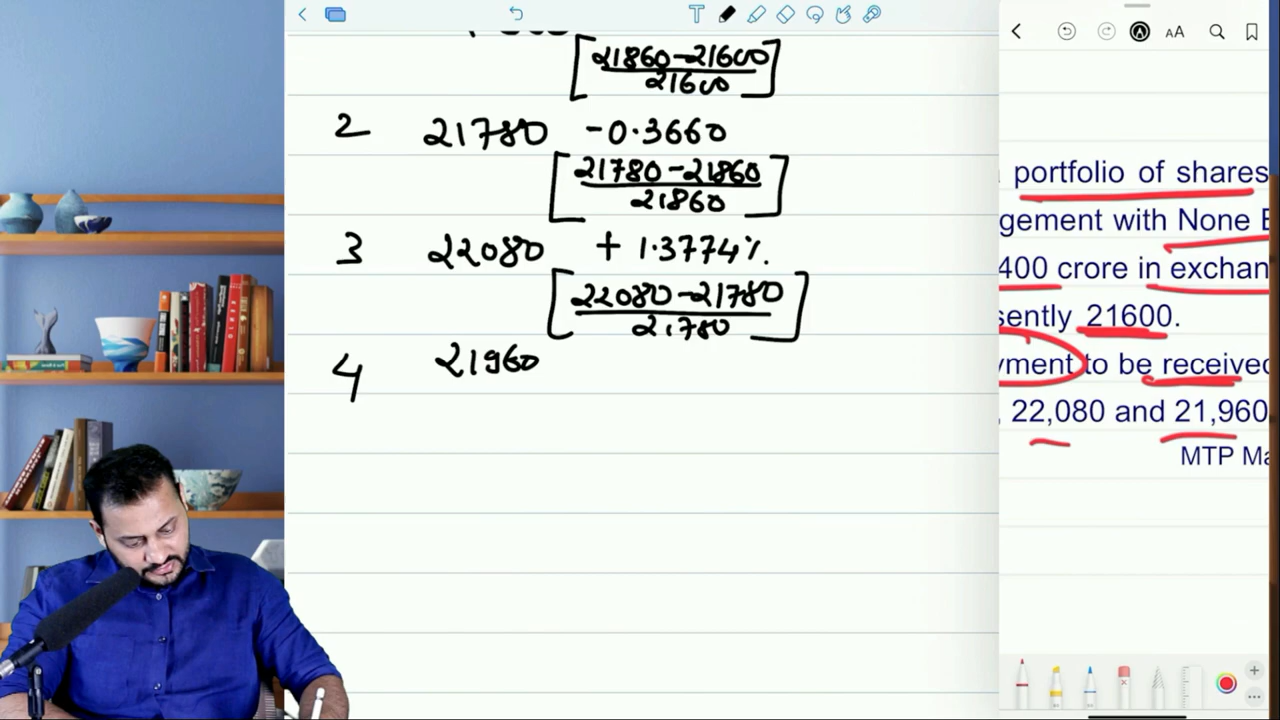 [21860-21600 / 21600]
2 21780 -0.3660
[21780-21860 / 21860]
3 22080 + 1.3774%.
[22080-21780 / 21780]
4 21960
portfolio of shares
gement with None
400 crore in exchan
sently 21600.
yment to be received
, 22,080 and 21,960
MTP Ma
T
AA